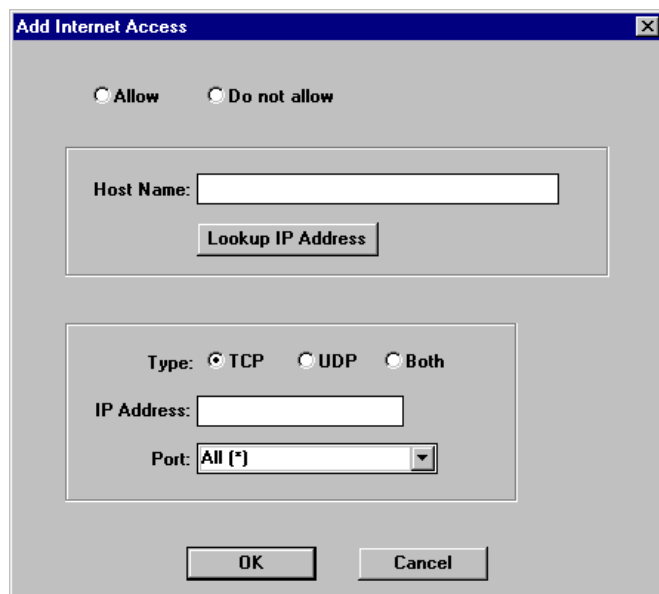 Add Internet Access
Allow Do not allow
Host Name:
Lookup IP Address
Type: TCP UDP Both
IP Address:
Port: All (*)
OK Cancel